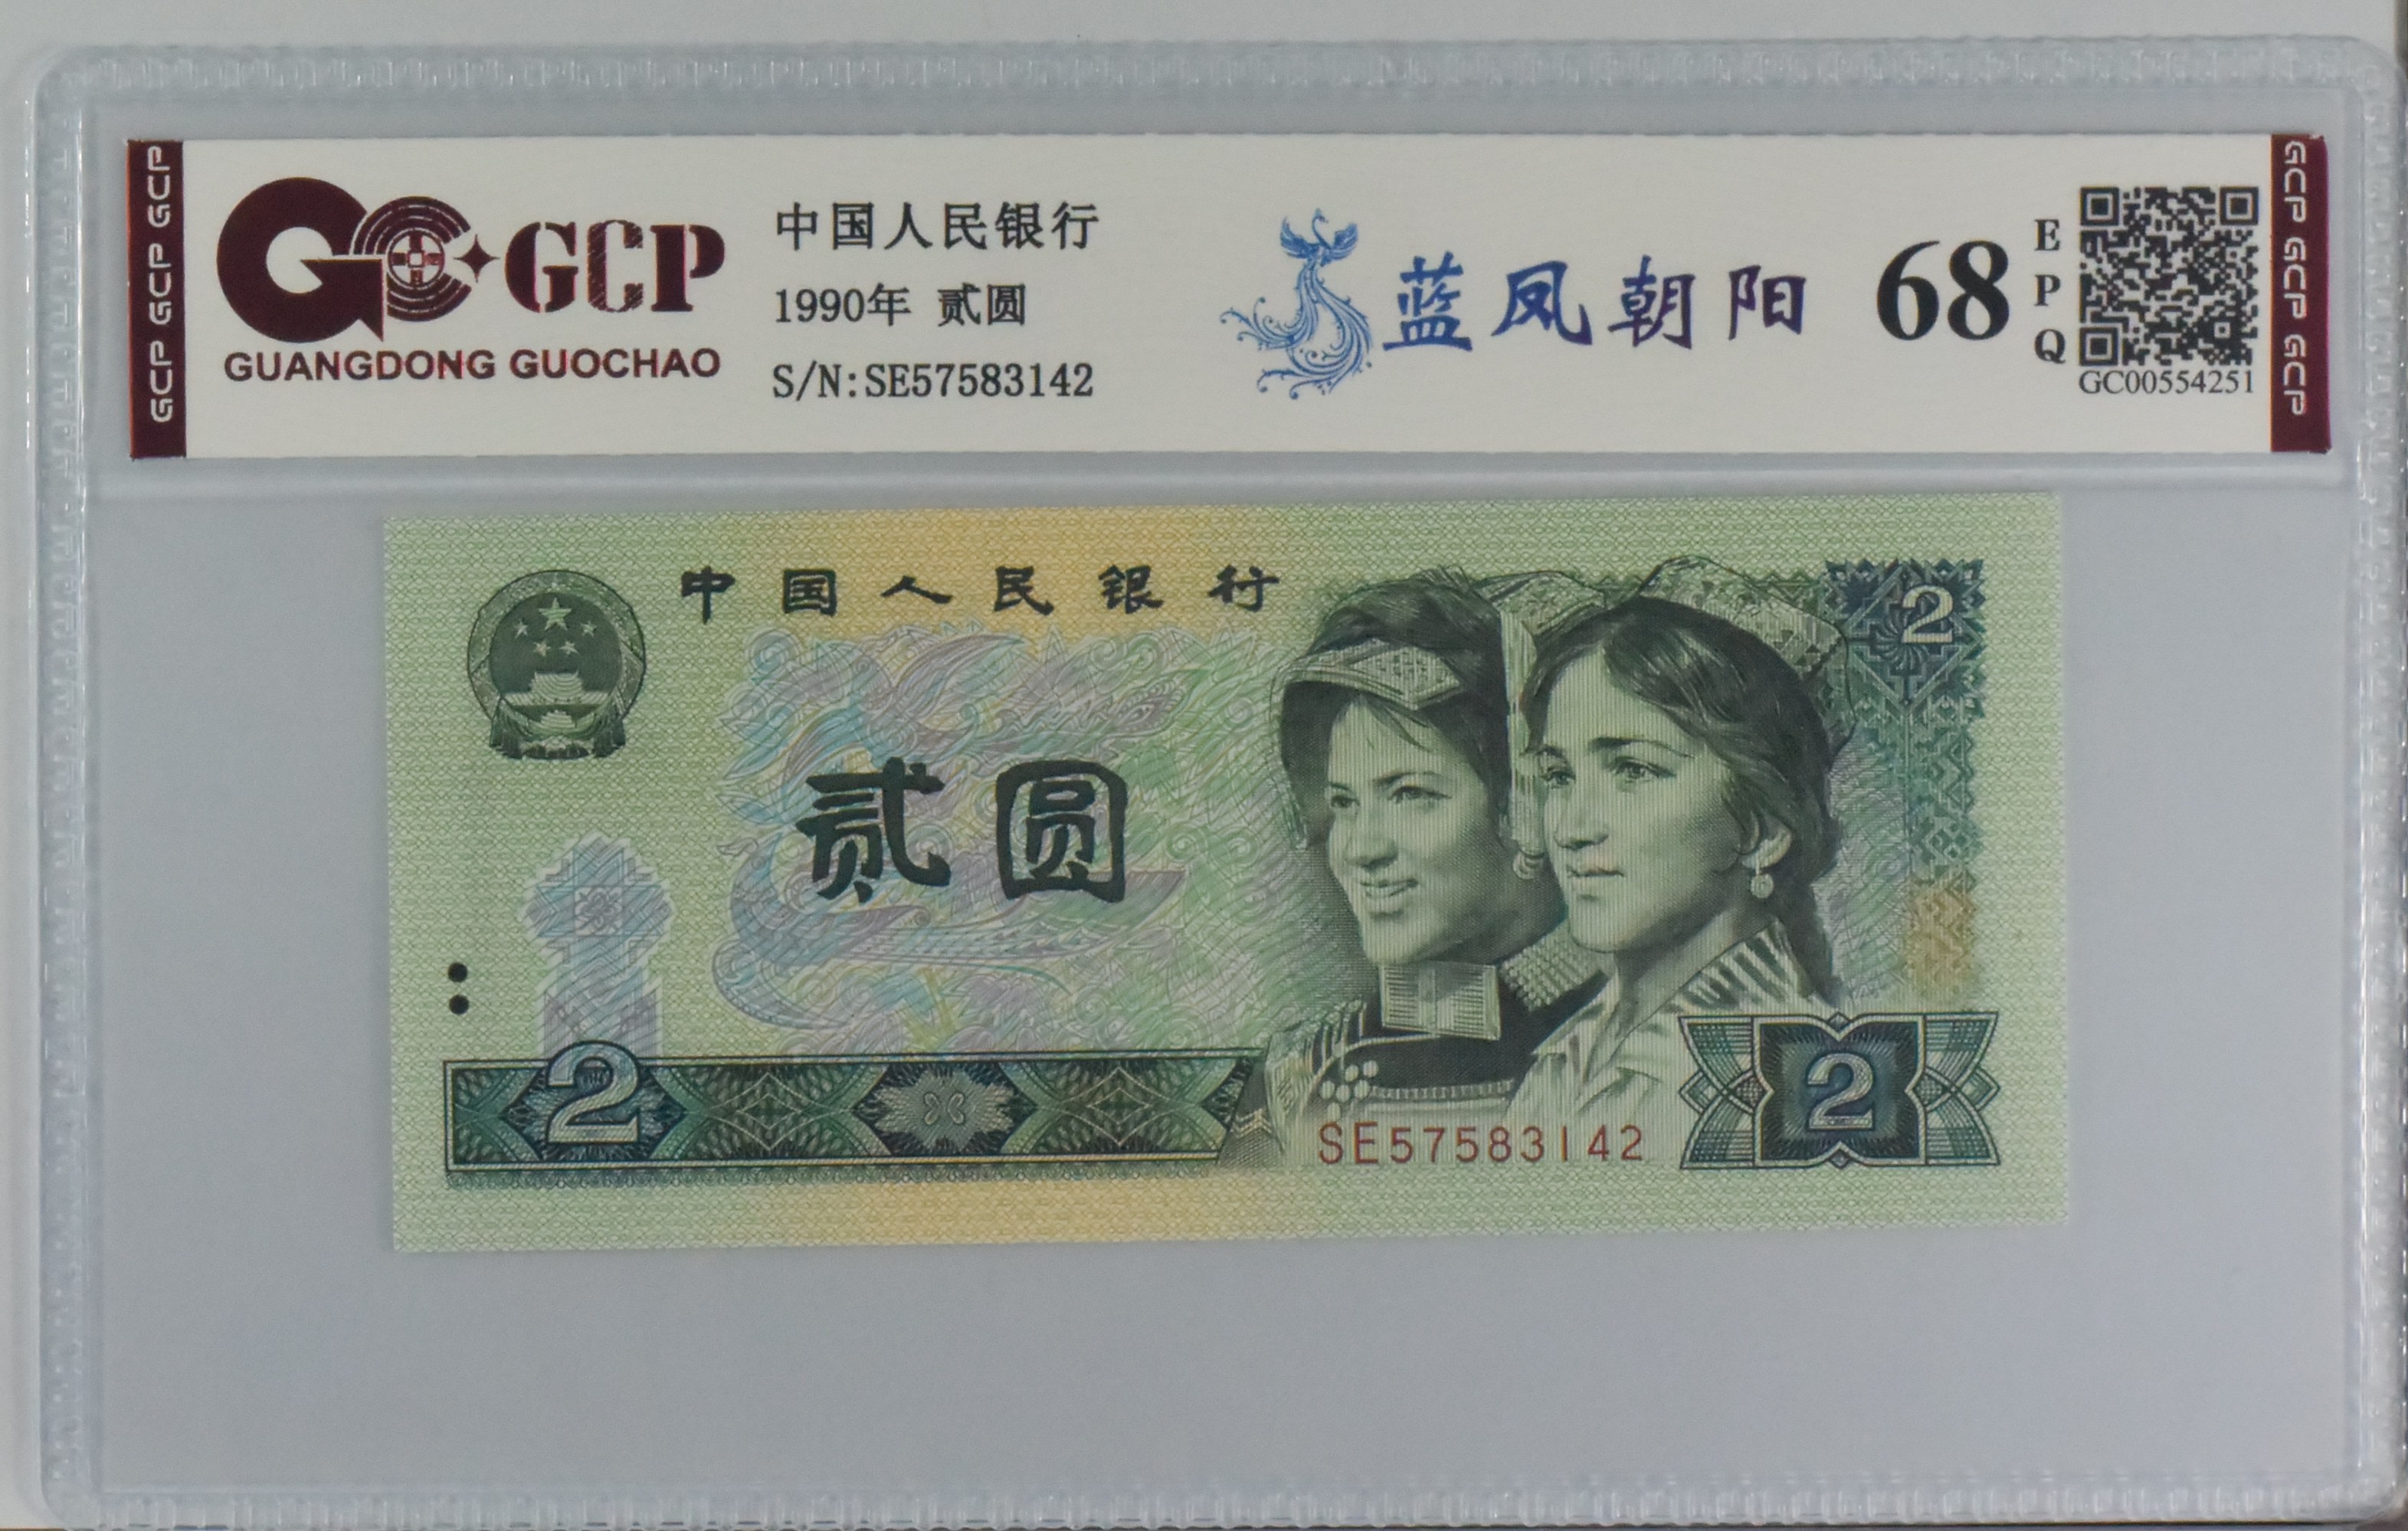 GCP GCP GCP
GCP
GUANGDONG GUOCHAO
中国人民银行
1990年 贰圆
S/N:SE57583142
蓝凤朝阳
68
EPQ
GC00554251
GCP GCP GCP
中国人民银行
2
贰圆
2
SE57583142
2